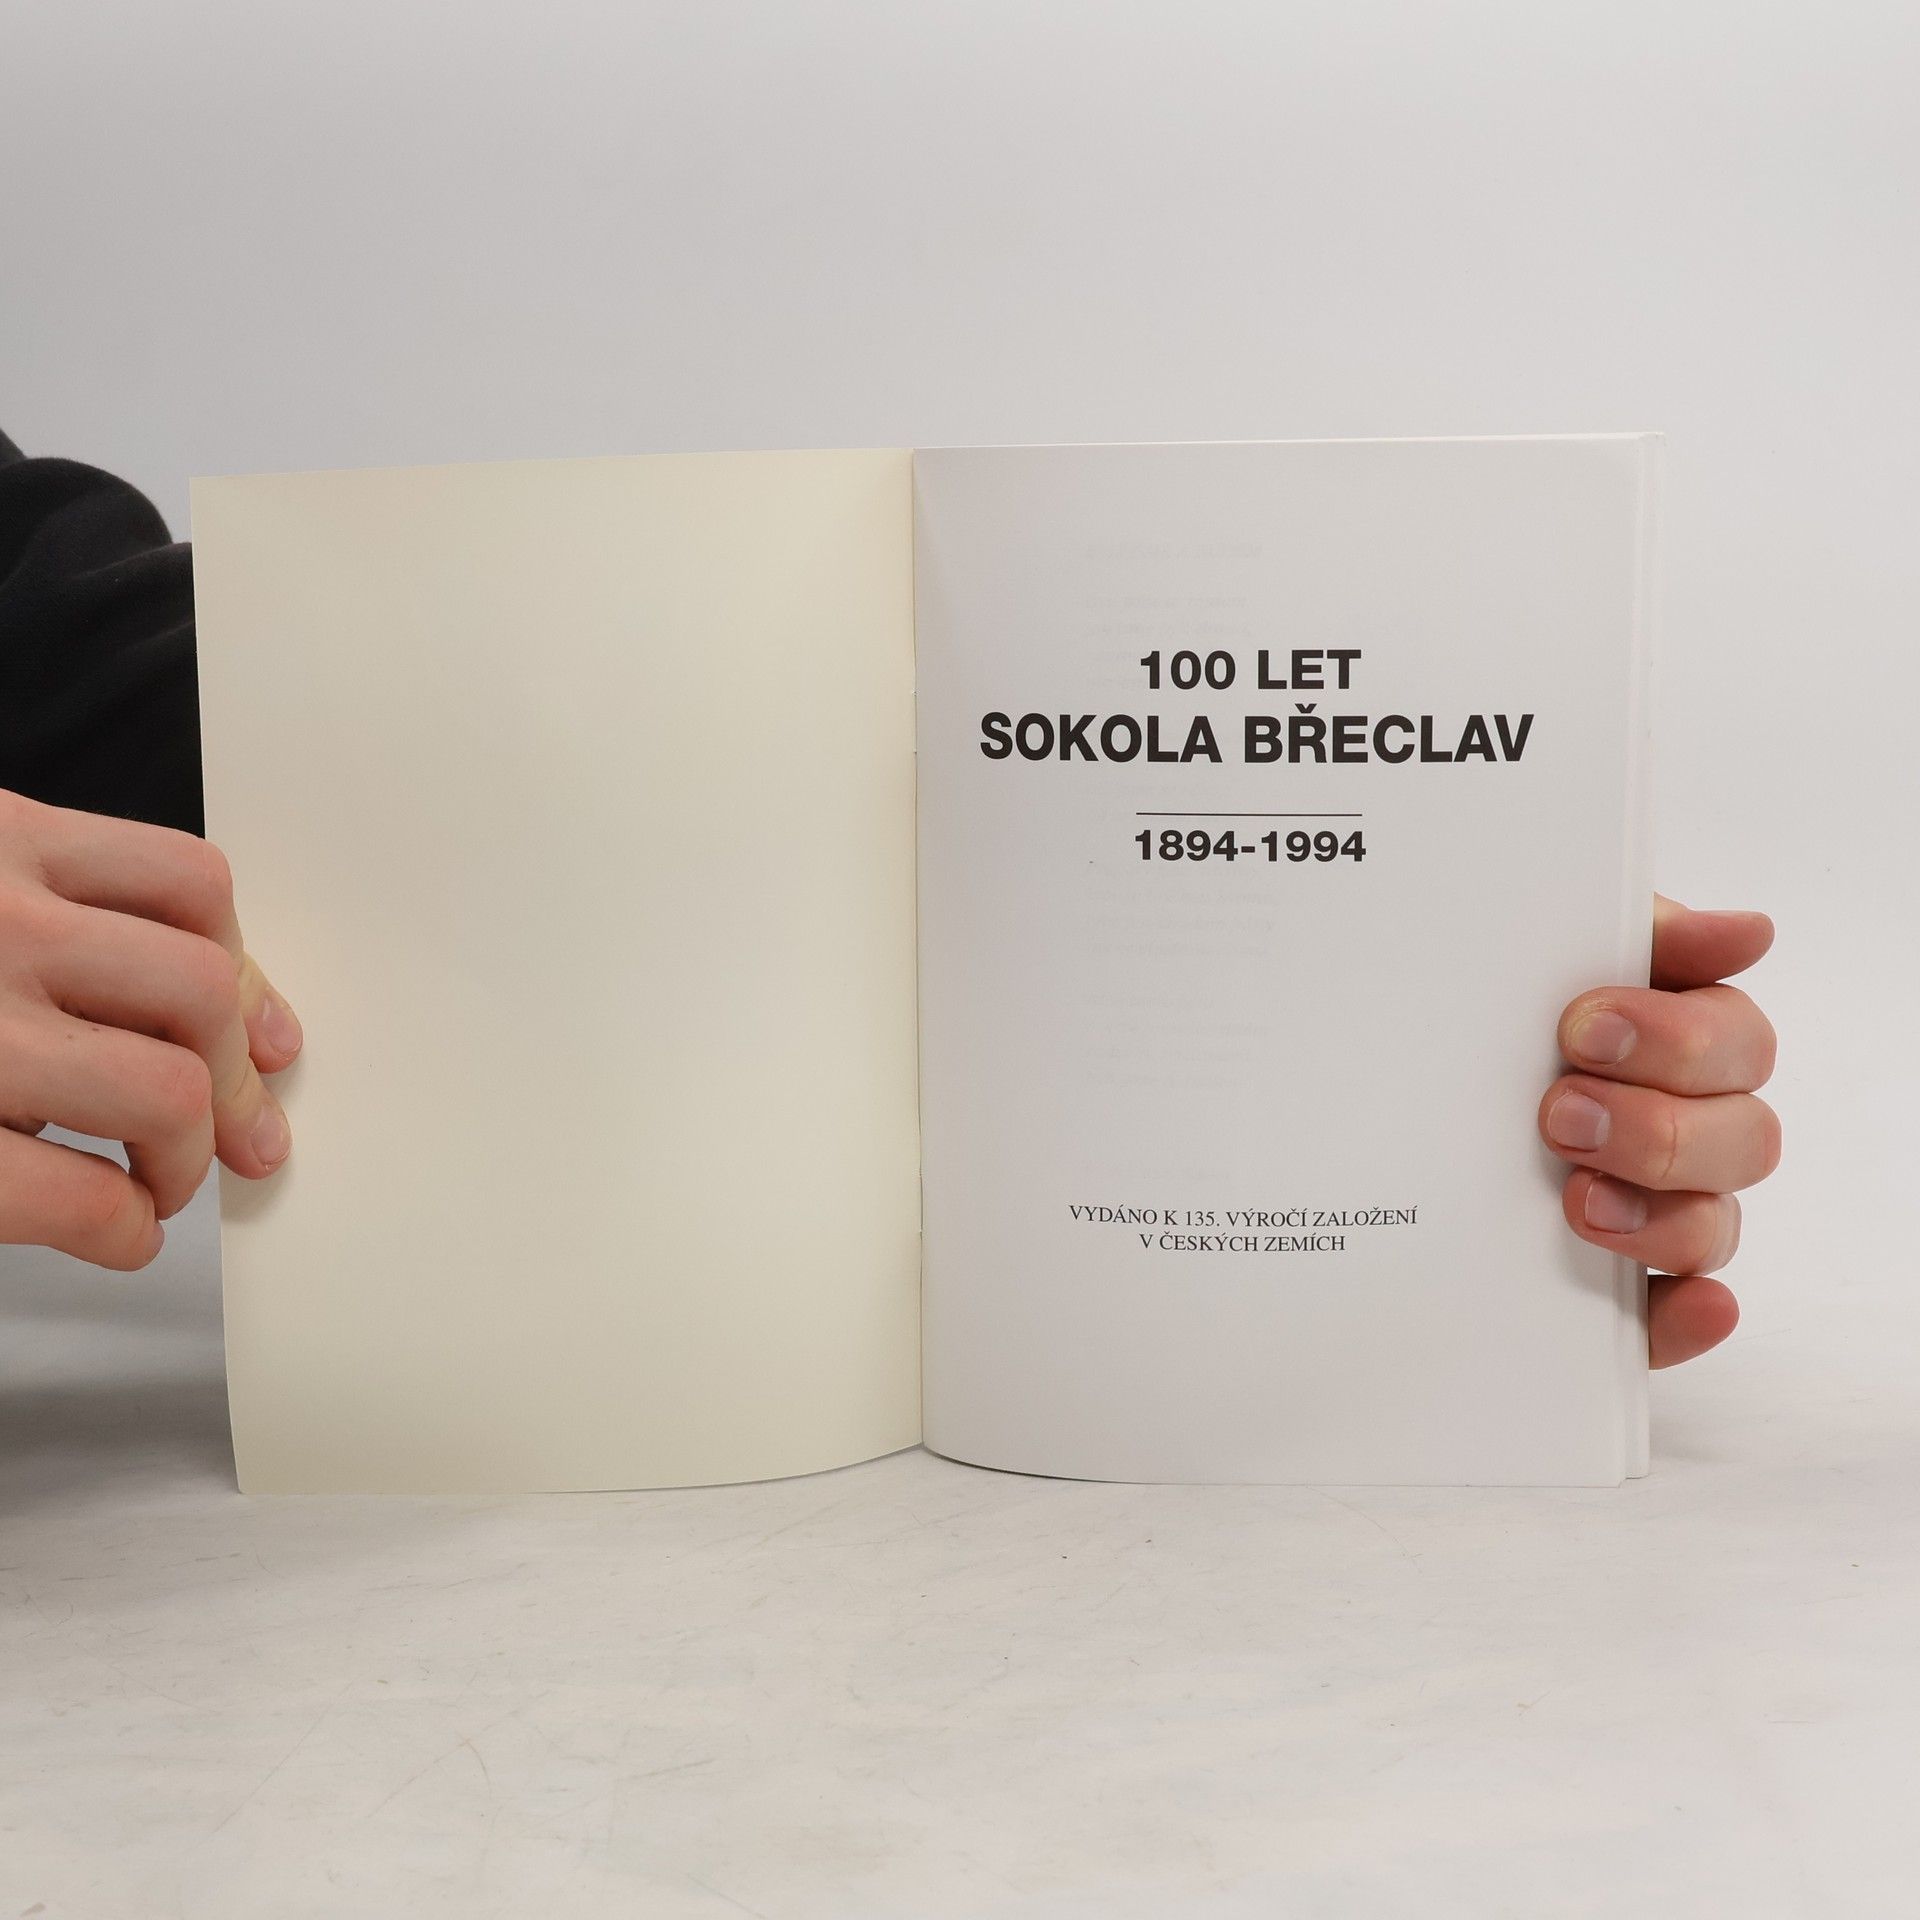 100 LET
SOKOLA BŘECLAV
1894-1994
VYDÁNO K 135. VÝROČÍ ZALOŽENÍ
V ČESKÝCH ZEMÍCH